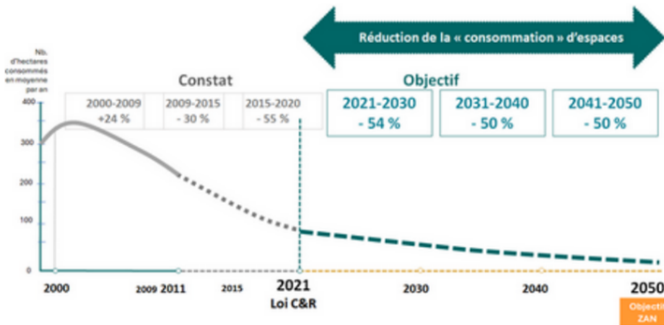 Réduction de la « consommation » d'espaces
Nb.
d'hectares
consommés
en moyenne
par an
Constat
Objectif
2000-2009
+24 %
2009-2015
- 30 %
2015-2020
- 55 %
2021-2030
- 54 %
2031-2040
- 50 %
2041-2050
- 50 %
400
300
200
100
0
2000
2009
2011
2015
2021
Loi C&R
2030
2040
2050
Objectif
ZAN